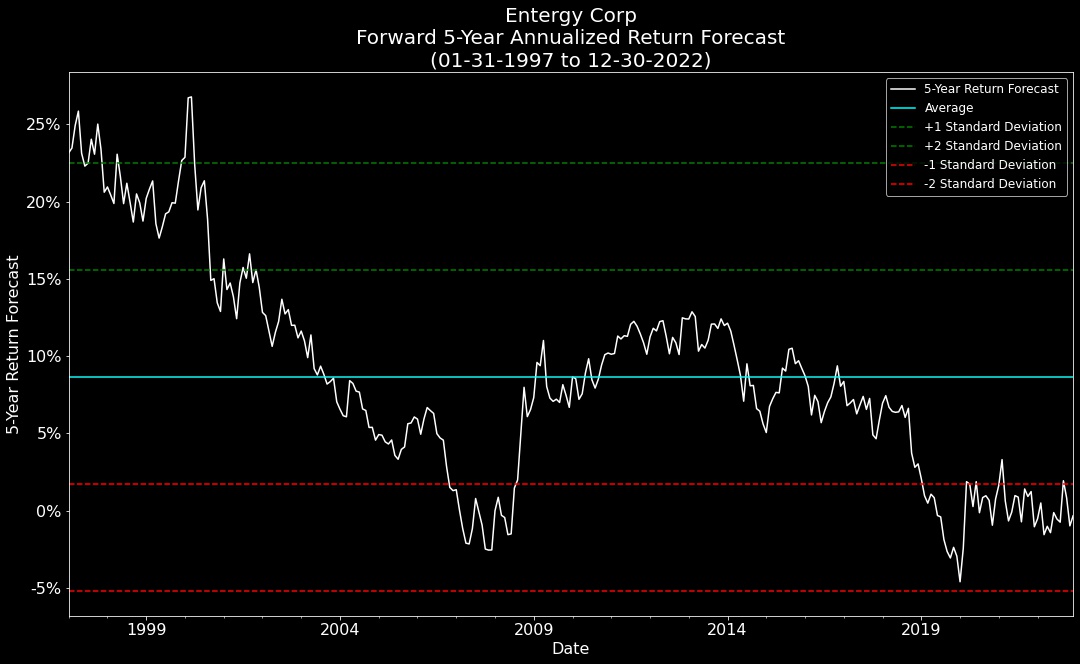 Entergy Corp
Forward 5-Year Annualized Return Forecast
(01-31-1997 to 12-30-2022)
5-Year Return Forecast
Average
+1 Standard Deviation
+2 Standard Deviation
-1 Standard Deviation
-2 Standard Deviation
5-Year Return Forecast
25%
20%
15%
10%
5%
0%
-5%
1999 2004 2009 2014 2019
Date